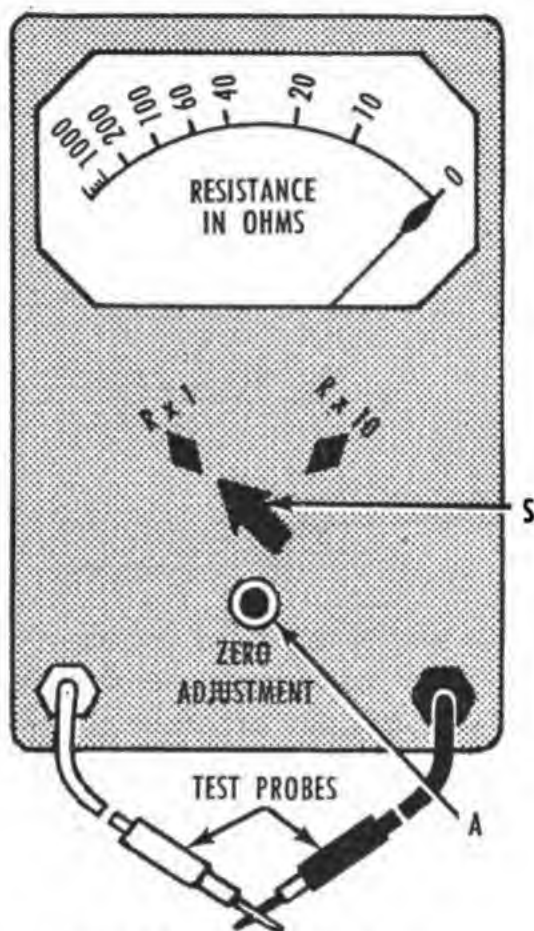 1000 200 100 60 40 20 10 0
RESISTANCE
IN OHMS
R x 1 R x 10
S
ZERO
ADJUSTMENT
TEST PROBES
A